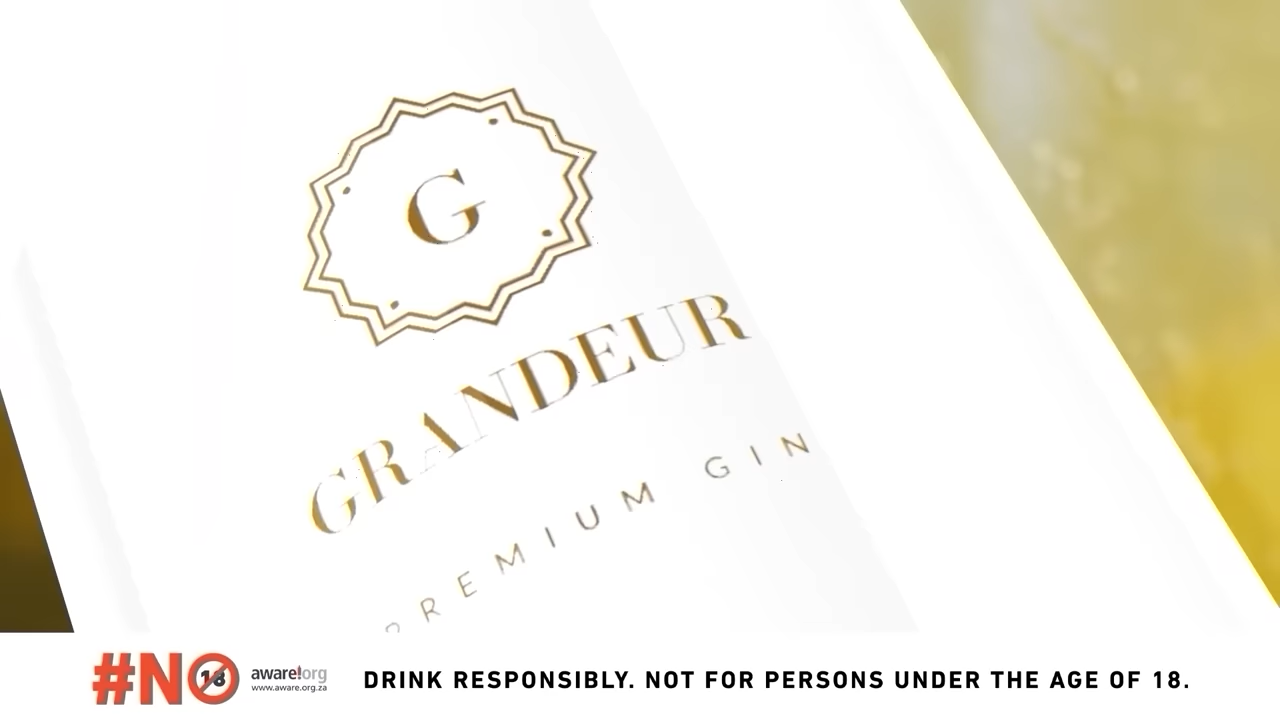 G
GRANDEUR
PREMIUM GIN
#NO 18
aware!org
www.aware.org.za
DRINK RESPONSIBLY. NOT FOR PERSONS UNDER THE AGE OF 18.